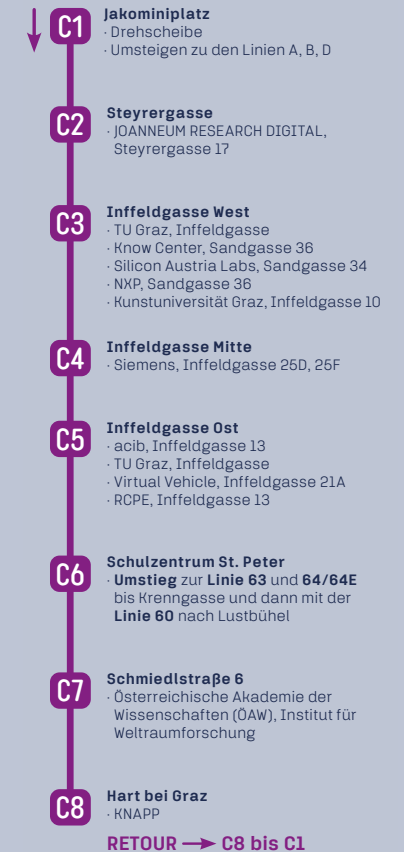 C1
Jakominiplatz
· Drehscheibe
· Umsteigen zu den Linien A, B, D
C2
Steyrergasse
· JOANNEUM RESEARCH DIGITAL,
Steyrergasse 17
C3
Inffeldgasse West
· TU Graz, Inffeldgasse
· Know Center, Sandgasse 36
· Silicon Austria Labs, Sandgasse 34
· NXP, Sandgasse 36
· Kunstuniversität Graz, Inffeldgasse 10
C4
Inffeldgasse Mitte
· Siemens, Inffeldgasse 25D, 25F
C5
Inffeldgasse Ost
· acib, Inffeldgasse 13
· TU Graz, Inffeldgasse
· Virtual Vehicle, Inffeldgasse 21A
· RCPE, Inffeldgasse 13
C6
Schulzentrum St. Peter
· Umstieg zur Linie 63 und 64/64E
bis Krenngasse und dann mit der
Linie 60 nach Lustbühel
C7
Schmiedlstraße 6
· Österreichische Akademie der
Wissenschaften (ÖAW), Institut für
Weltraumforschung
C8
Hart bei Graz
· KNAPP
RETOUR → C8 bis C1